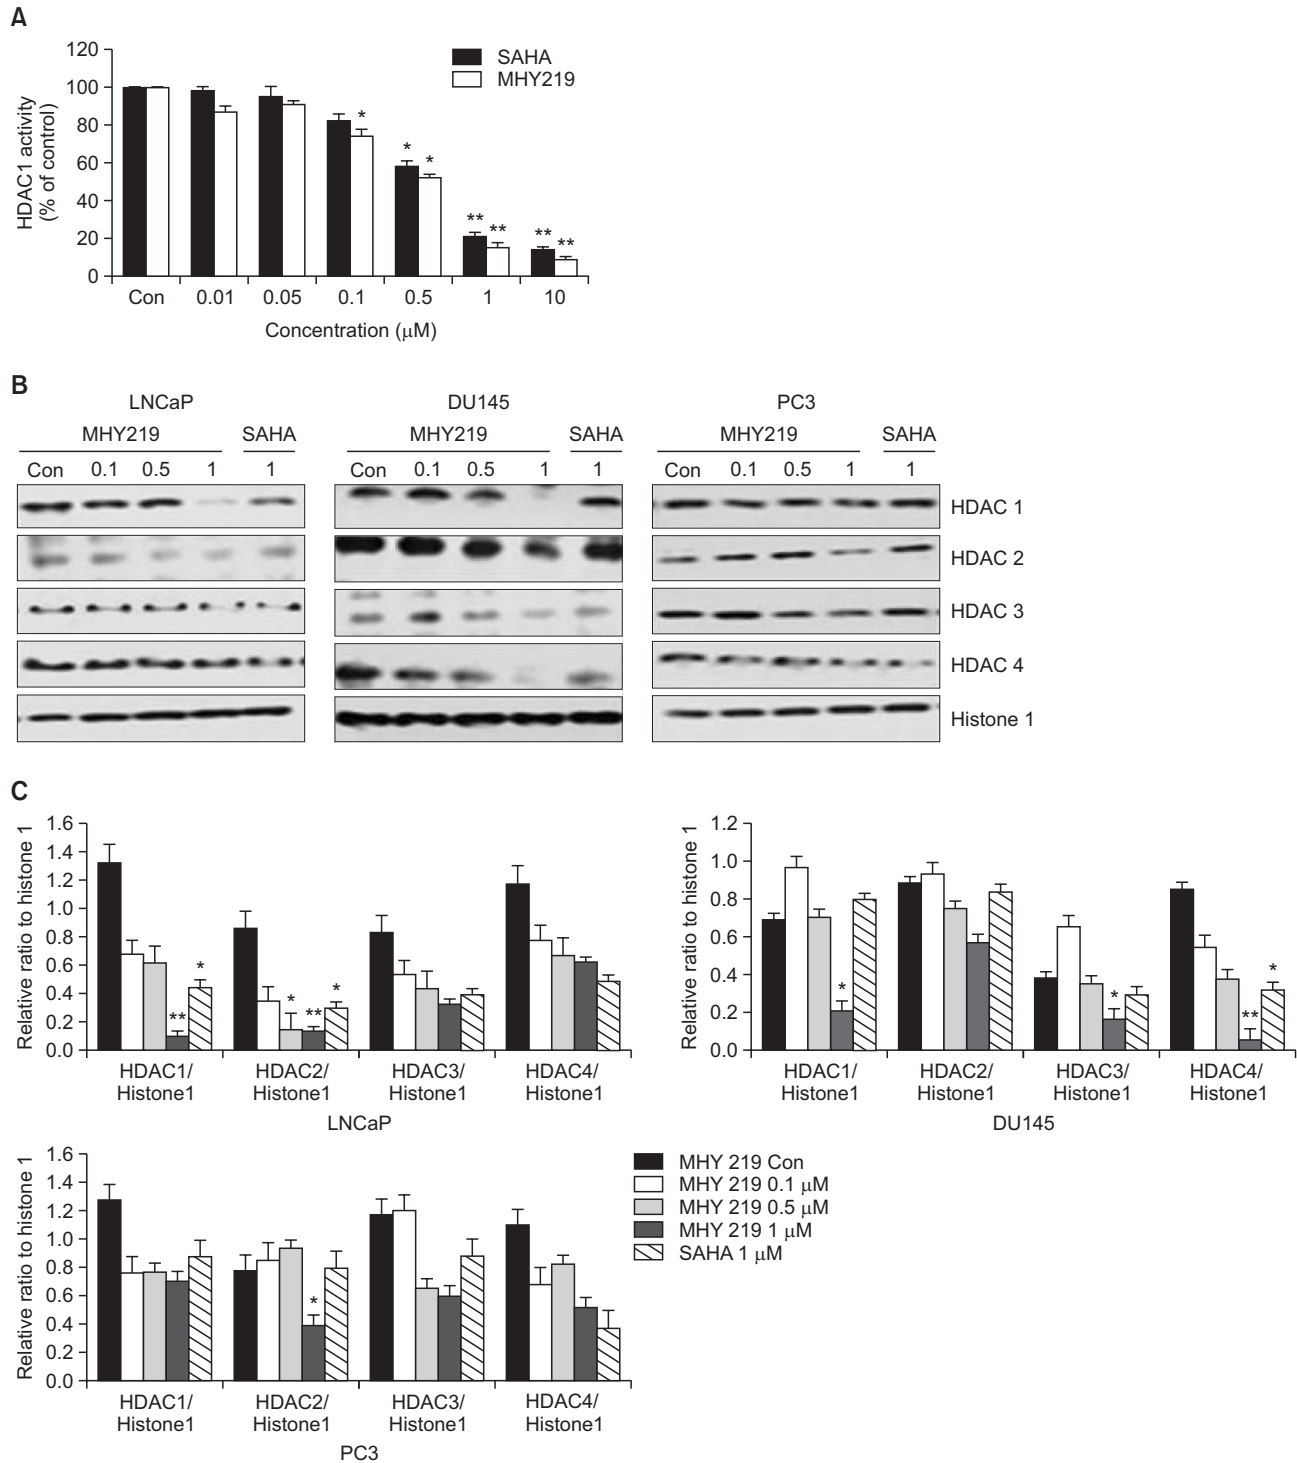 A
120
100
80
60
40
20
0
HDAC1 activity
(% of control)
SAHA
MHY219
*
* *
** **
** **
Con 0.01 0.05 0.1 0.5 1 10
Concentration (μM)
B
LNCaP DU145 PC3
MHY219 SAHA MHY219 SAHA MHY219 SAHA
Con 0.1 0.5 1 1 Con 0.1 0.5 1 1 Con 0.1 0.5 1 1
HDAC 1
HDAC 2
HDAC 3
HDAC 4
Histone 1
C
Relative ratio to histone 1
1.6
1.4
1.2
1.0
0.8
0.6
0.4
0.2
0.0
** *
* ** *
HDAC1/ HDAC2/ HDAC3/ HDAC4/
Histone1 Histone1 Histone1 Histone1
LNCaP
Relative ratio to histone 1
1.2
1.0
0.8
0.6
0.4
0.2
0.0
*
*
** *
HDAC1/ HDAC2/ HDAC3/ HDAC4/
Histone1 Histone1 Histone1 Histone1
DU145
Relative ratio to histone 1
1.6
1.4
1.2
1.0
0.8
0.6
0.4
0.2
0.0
*
HDAC1/ HDAC2/ HDAC3/ HDAC4/
Histone1 Histone1 Histone1 Histone1
PC3
MHY 219 Con
MHY 219 0.1 μM
MHY 219 0.5 μM
MHY 219 1 μM
SAHA 1 μM